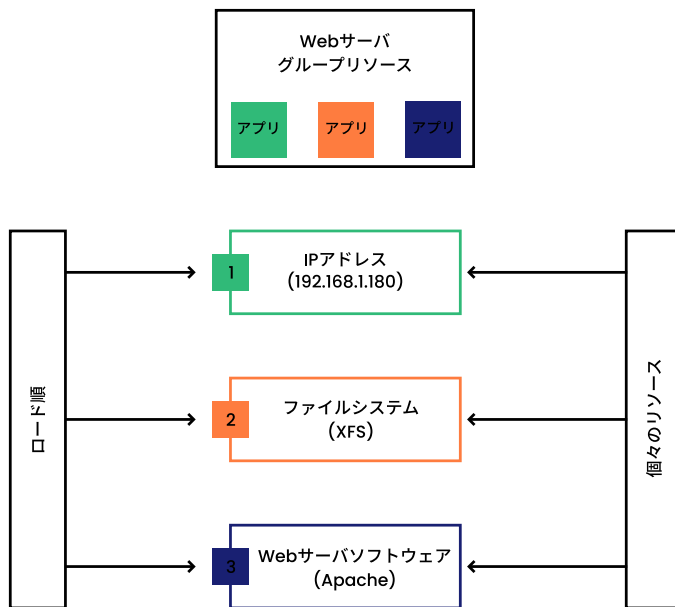 Webサーバ
グループリソース
アプリ
アプリ
アプリ
ロード順
1
IPアドレス
(192.168.1.180)
2
ファイルシステム
(XFS)
3
Webサーバソフトウェア
(Apache)
個々のリソース